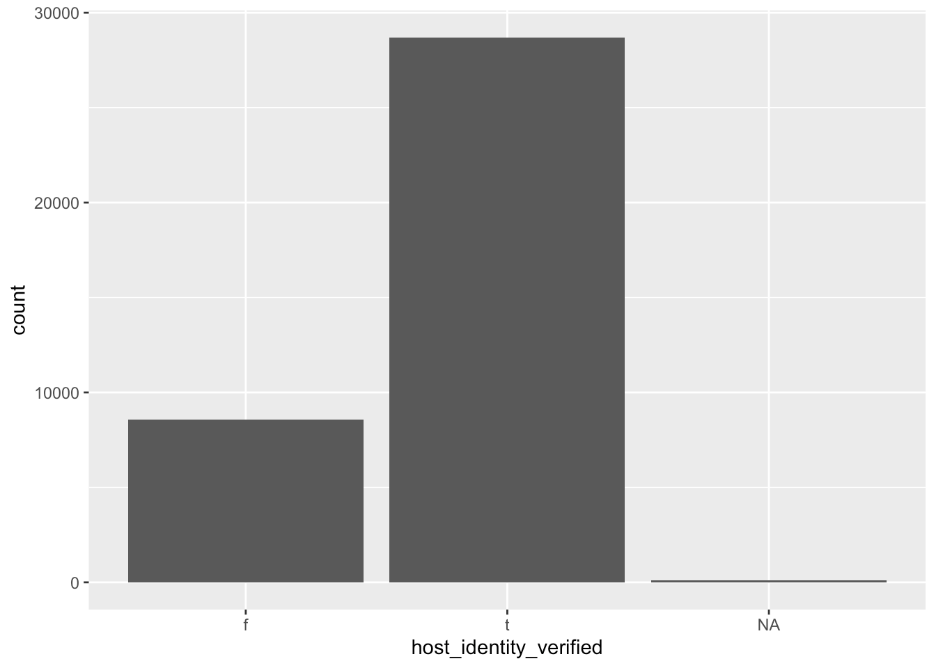 30000
20000
10000
0
count
f t NA
host_identity_verified